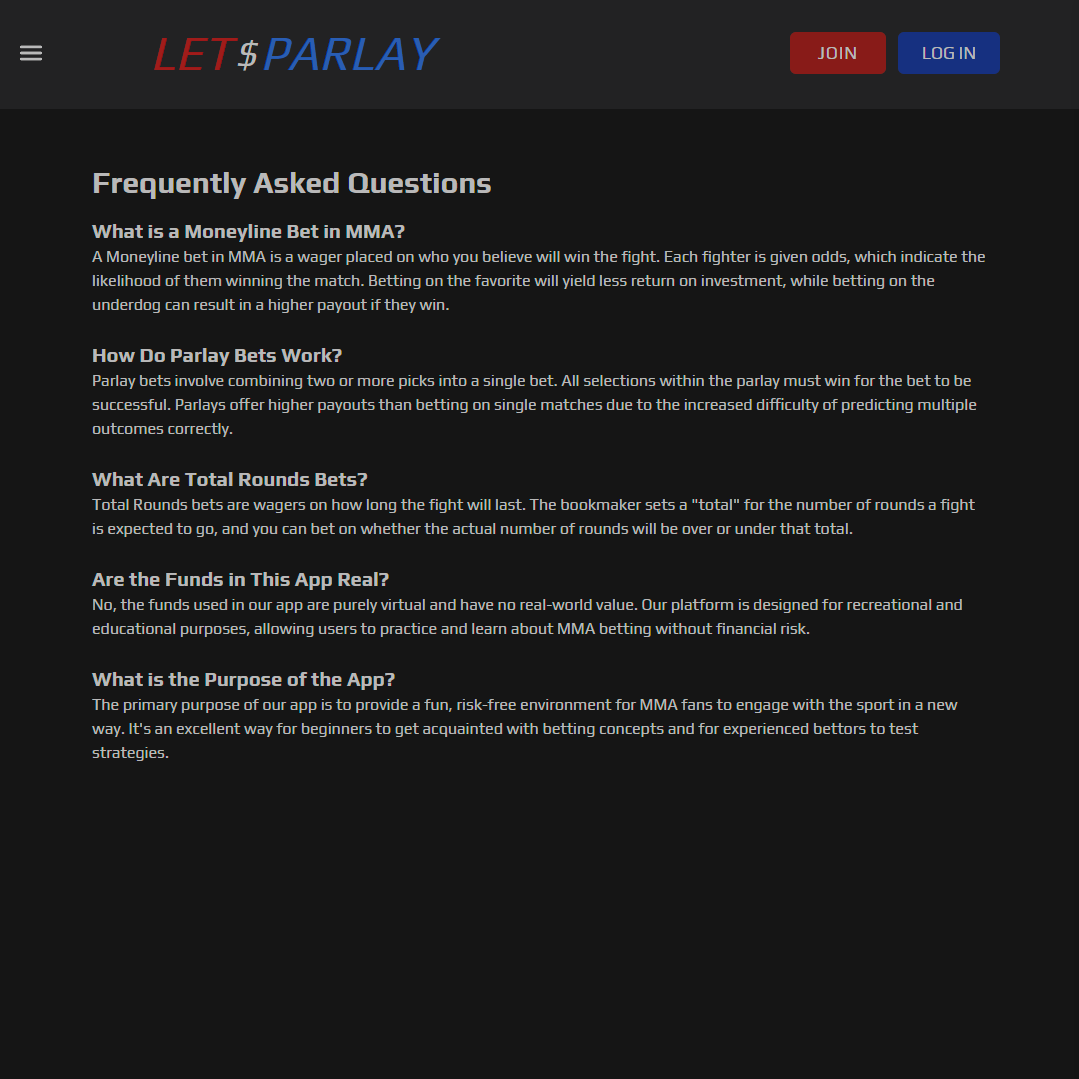 LET$PARLAY
JOIN
LOG IN
Frequently Asked Questions
What is a Moneyline Bet in MMA?
A Moneyline bet in MMA is a wager placed on who you believe will win the fight. Each fighter is given odds, which indicate the
likelihood of them winning the match. Betting on the favorite will yield less return on investment, while betting on the
underdog can result in a higher payout if they win.
How Do Parlay Bets Work?
Parlay bets involve combining two or more picks into a single bet. All selections within the parlay must win for the bet to be
successful. Parlays offer higher payouts than betting on single matches due to the increased difficulty of predicting multiple
outcomes correctly.
What Are Total Rounds Bets?
Total Rounds bets are wagers on how long the fight will last. The bookmaker sets a "total" for the number of rounds a fight
is expected to go, and you can bet on whether the actual number of rounds will be over or under that total.
Are the Funds in This App Real?
No, the funds used in our app are purely virtual and have no real-world value. Our platform is designed for recreational and
educational purposes, allowing users to practice and learn about MMA betting without financial risk.
What is the Purpose of the App?
The primary purpose of our app is to provide a fun, risk-free environment for MMA fans to engage with the sport in a new
way. It's an excellent way for beginners to get acquainted with betting concepts and for experienced bettors to test
strategies.